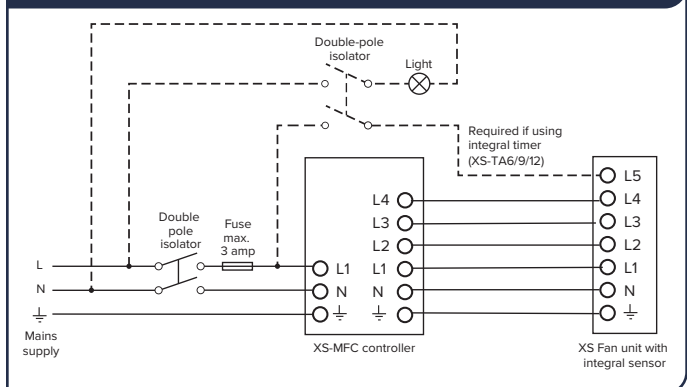 Double-pole
isolator
Light
Required if using
integral timer
(XS-TA6/9/12)
Double
pole
isolator
Fuse
max.
3 amp
L
N
Mains
supply
L1
N
L4
L3
L2
L1
N
XS-MFC controller
L5
L4
L3
L2
L1
N
XS Fan unit with
integral sensor